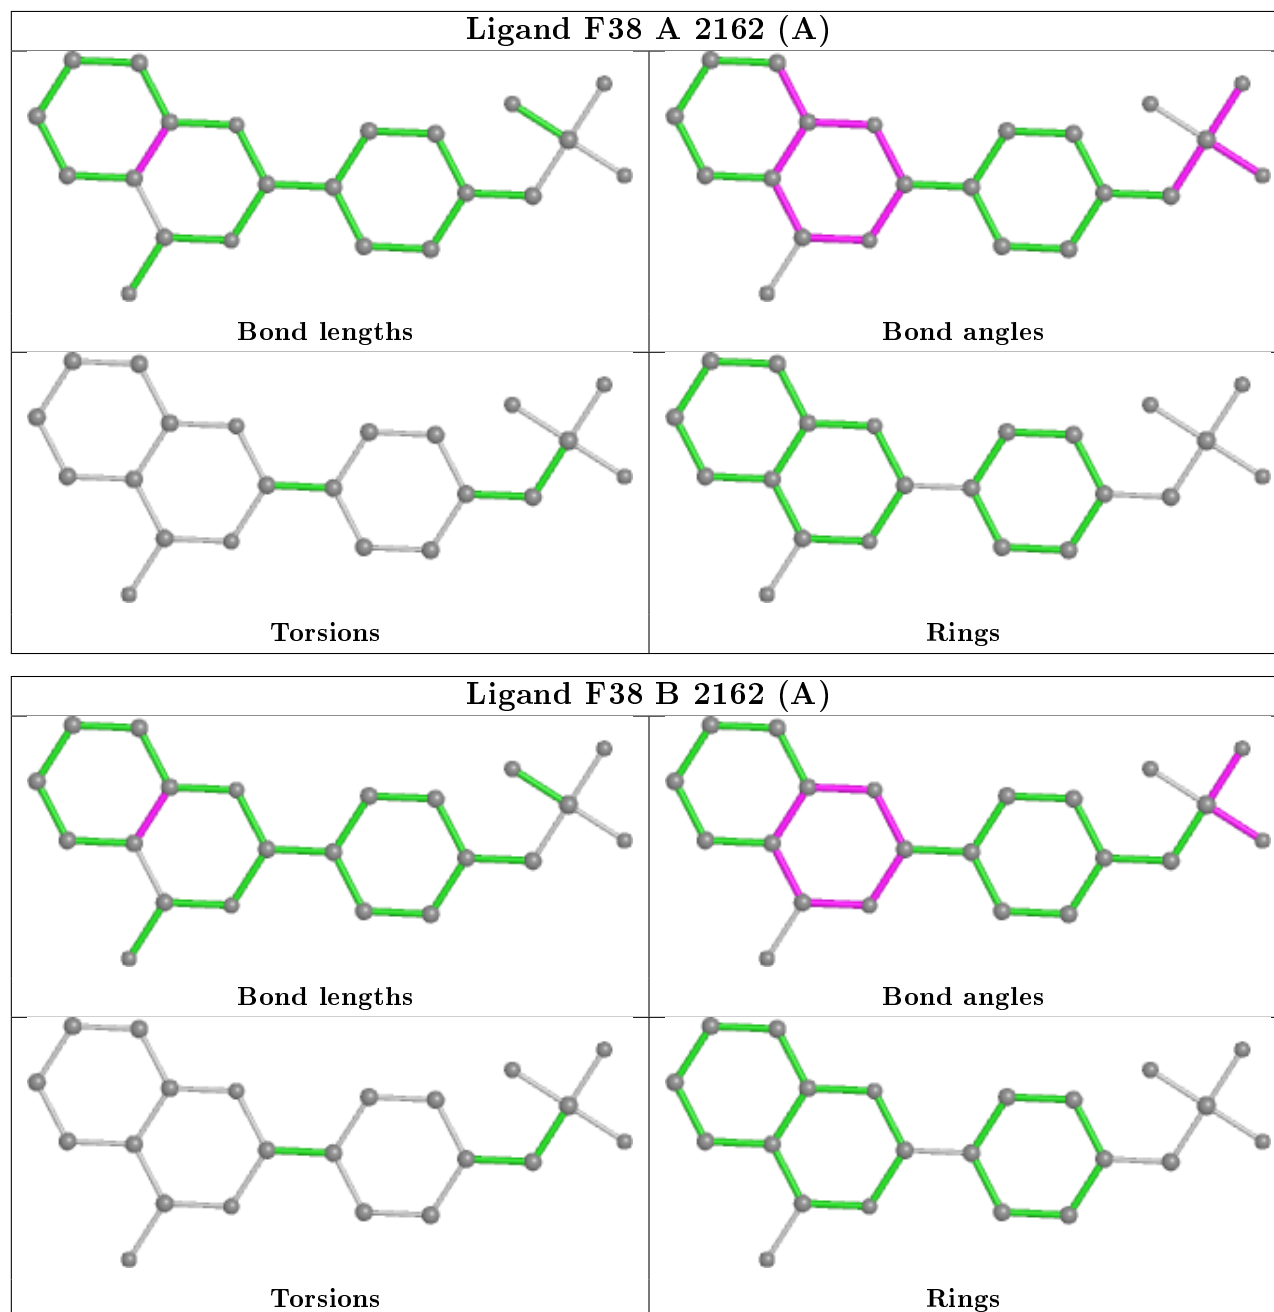 Ligand F38 A 2162 (A)
Bond lengths
Bond angles
Torsions
Rings
Ligand F38 B 2162 (A)
Bond lengths
Bond angles
Torsions
Rings